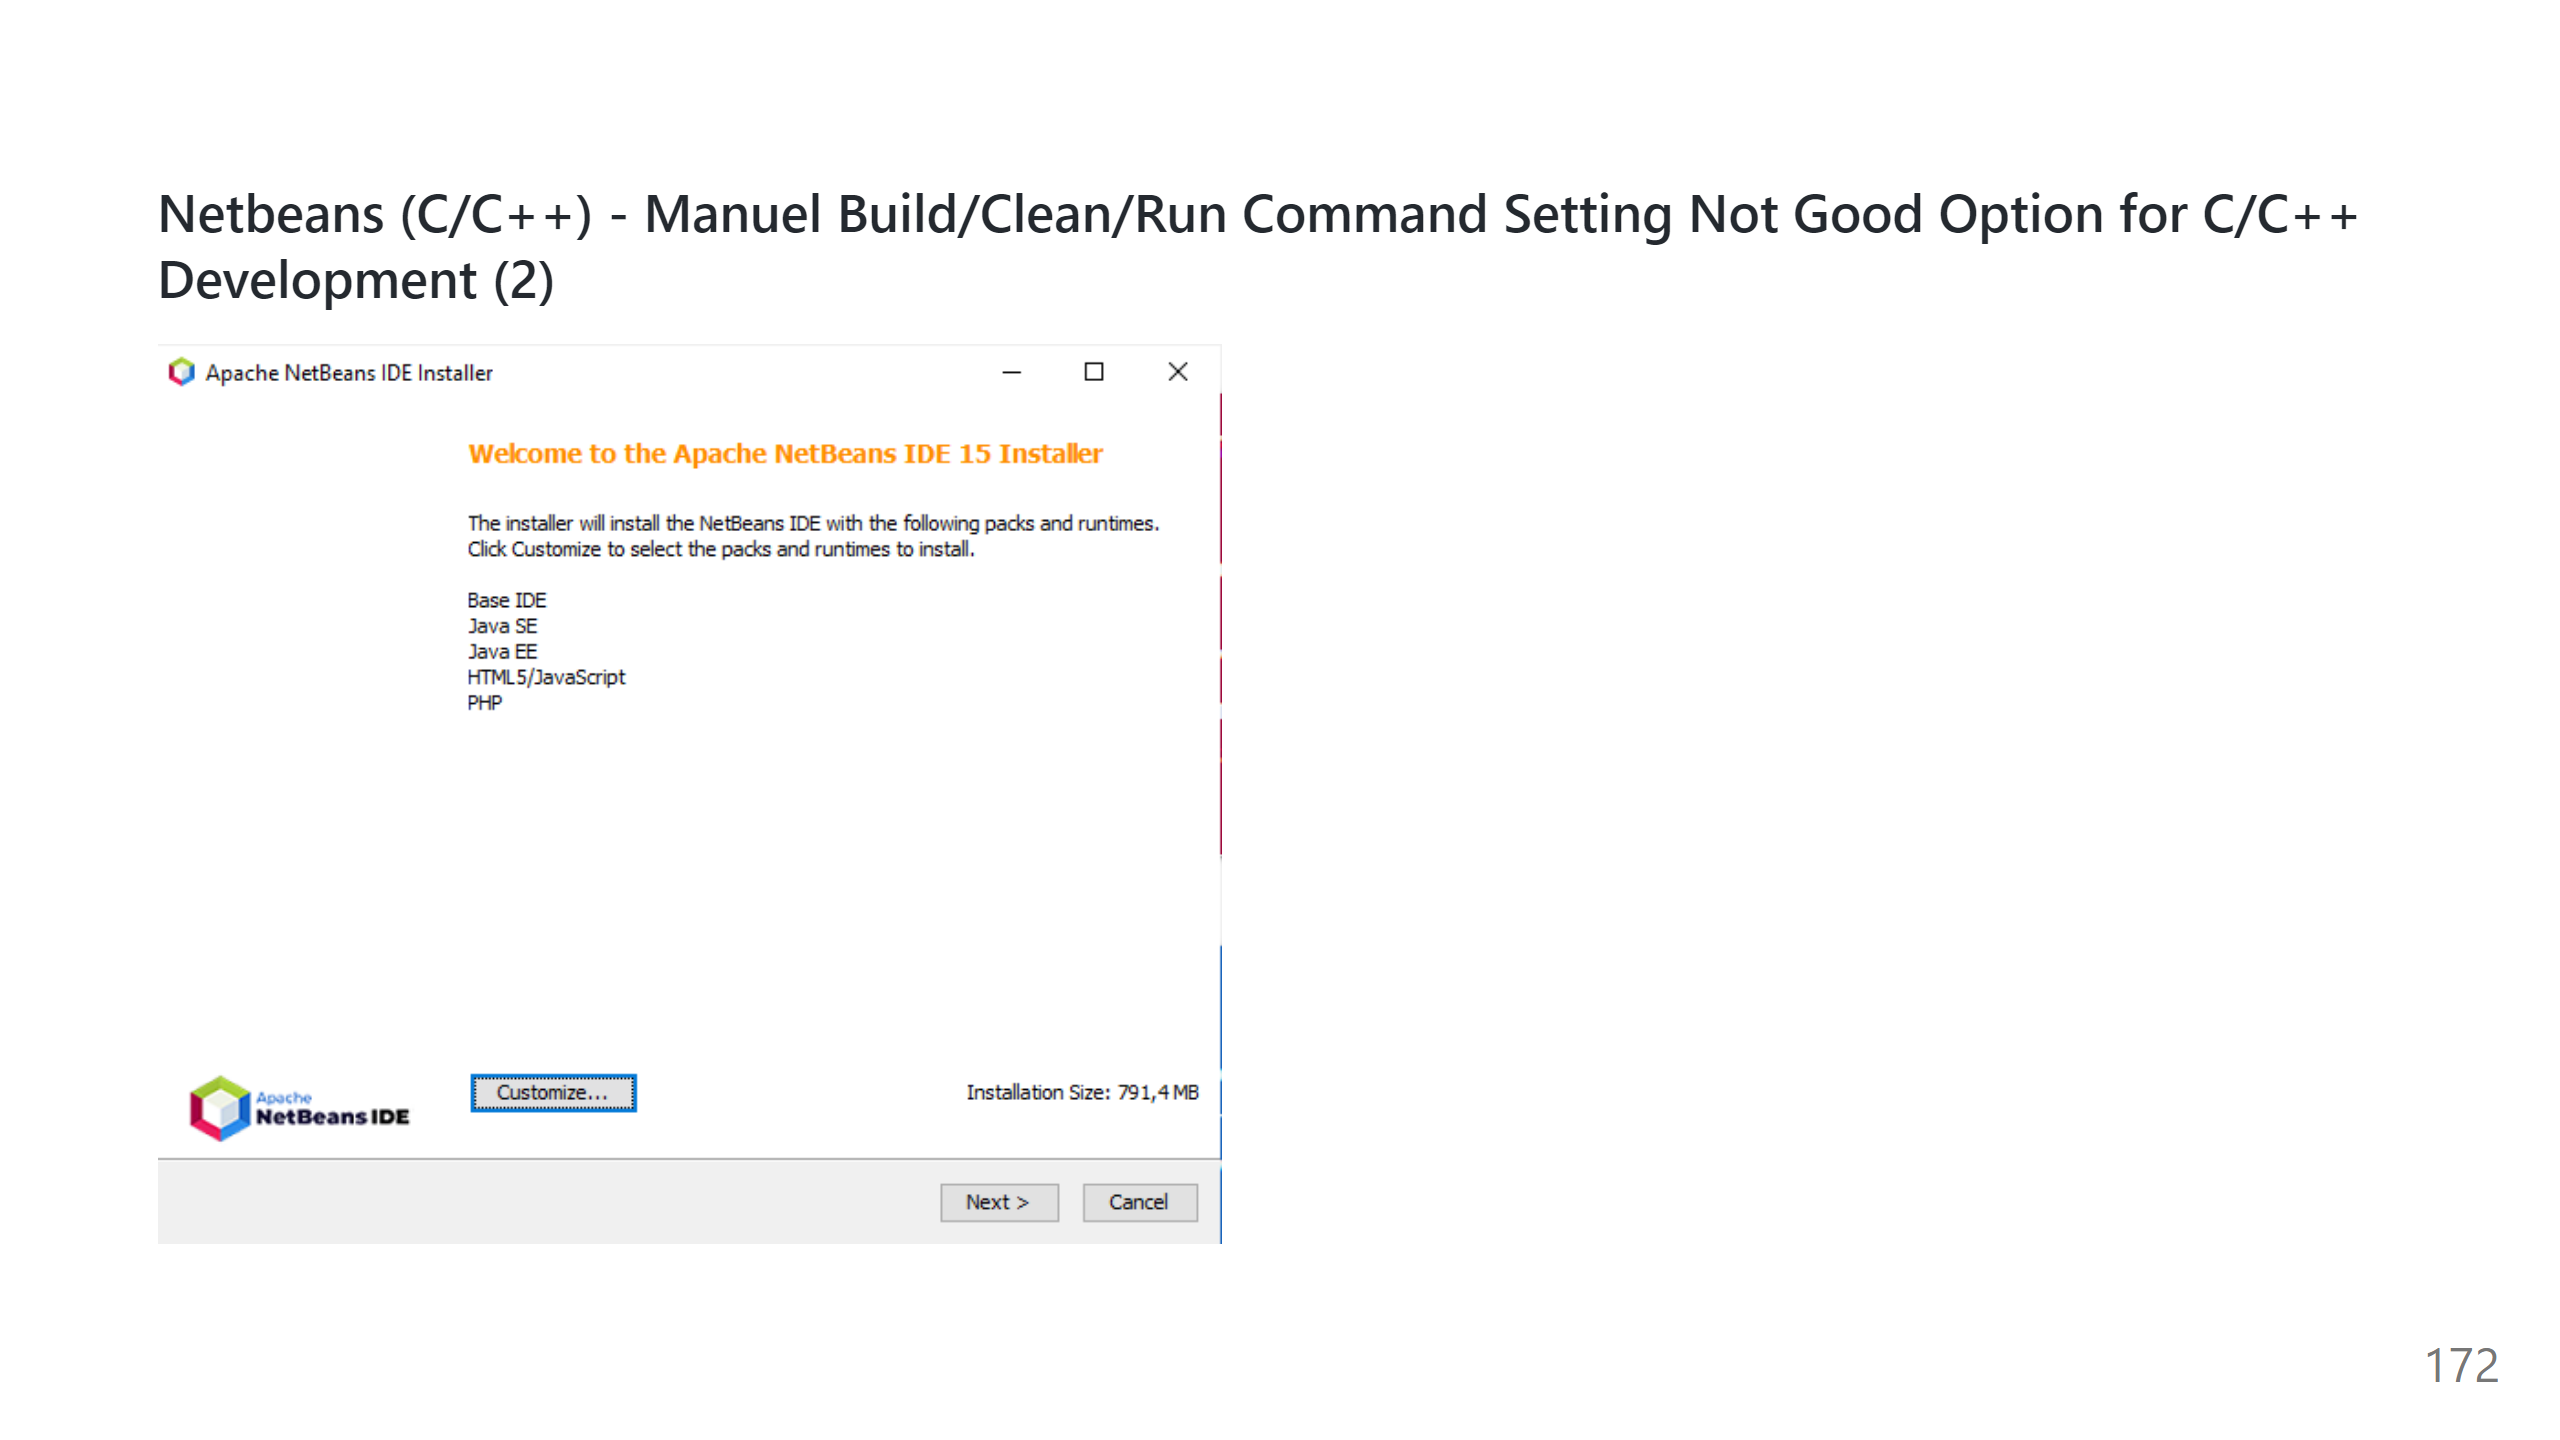 Netbeans (C/C++) - Manuel Build/Clean/Run Command Setting Not Good Option for C/C++
Development (2)
Apache NetBeans IDE Installer
Welcome to the Apache NetBeans IDE 15 Installer
The installer will install the NetBeans IDE with the following packs and runtimes.
Click Customize to select the packs and runtimes to install.
Base IDE
Java SE
Java EE
HTML5/JavaScript
PHP
Apache
NetBeans IDE
Customize...
Installation Size: 791,4 MB
Next >
Cancel
172